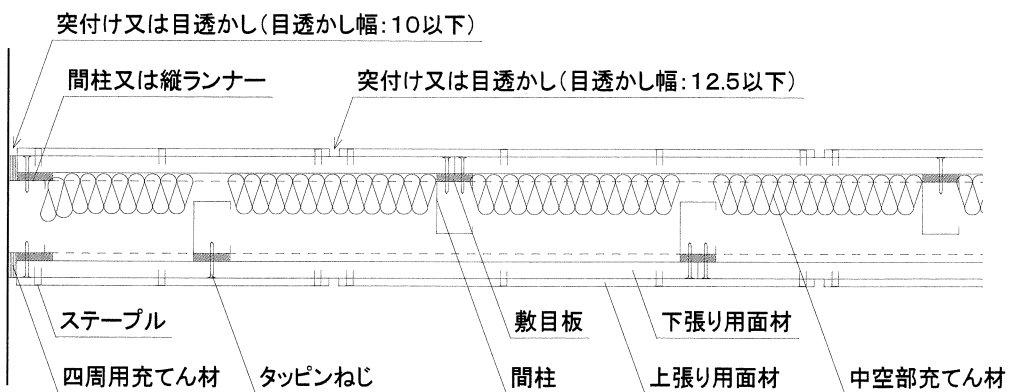 突付け又は目透かし(目透かし幅:10以下)
間柱又は縦ランナー
突付け又は目透かし(目透かし幅:12.5以下)
ステープル
敷目板
下張り用面材
四周用充てん材
タッピンねじ
間柱
上張り用面材
中空部充てん材